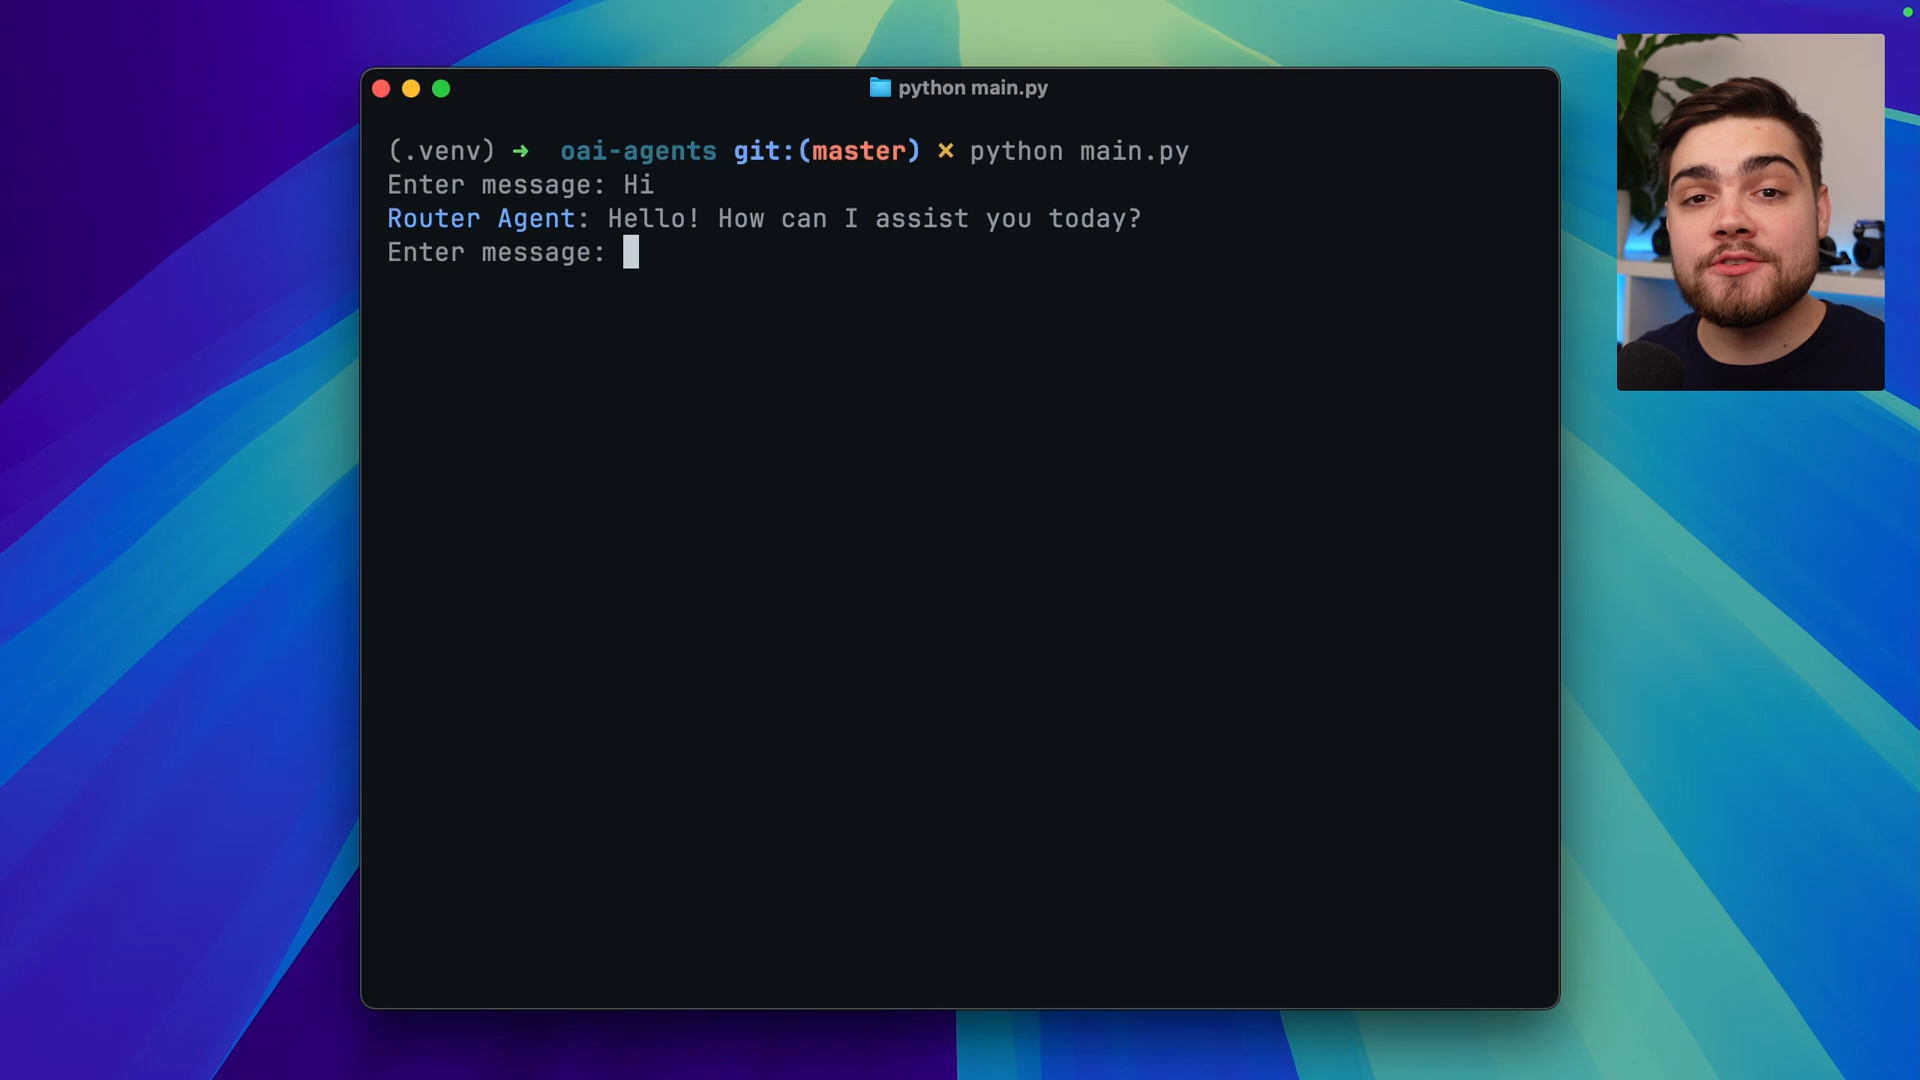 python main.py
(.venv) ➜ oai-agents git:(master) ✗ python main.py
Enter message: Hi
Router Agent: Hello! How can I assist you today?
Enter message: